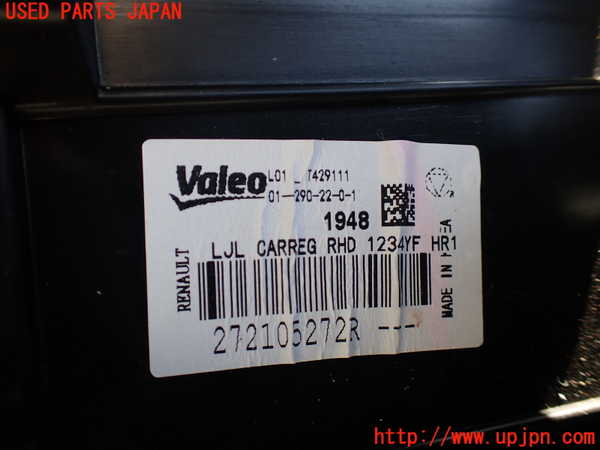 USED PARTS JAPAN
Valeo
L01 _ T429111
01-290-22-0-1
1948
RENAULT
LJL CARREG RHD 1234YF HR1
272105272R ---
MADE IN KOREA
http://www.upjpn.com/